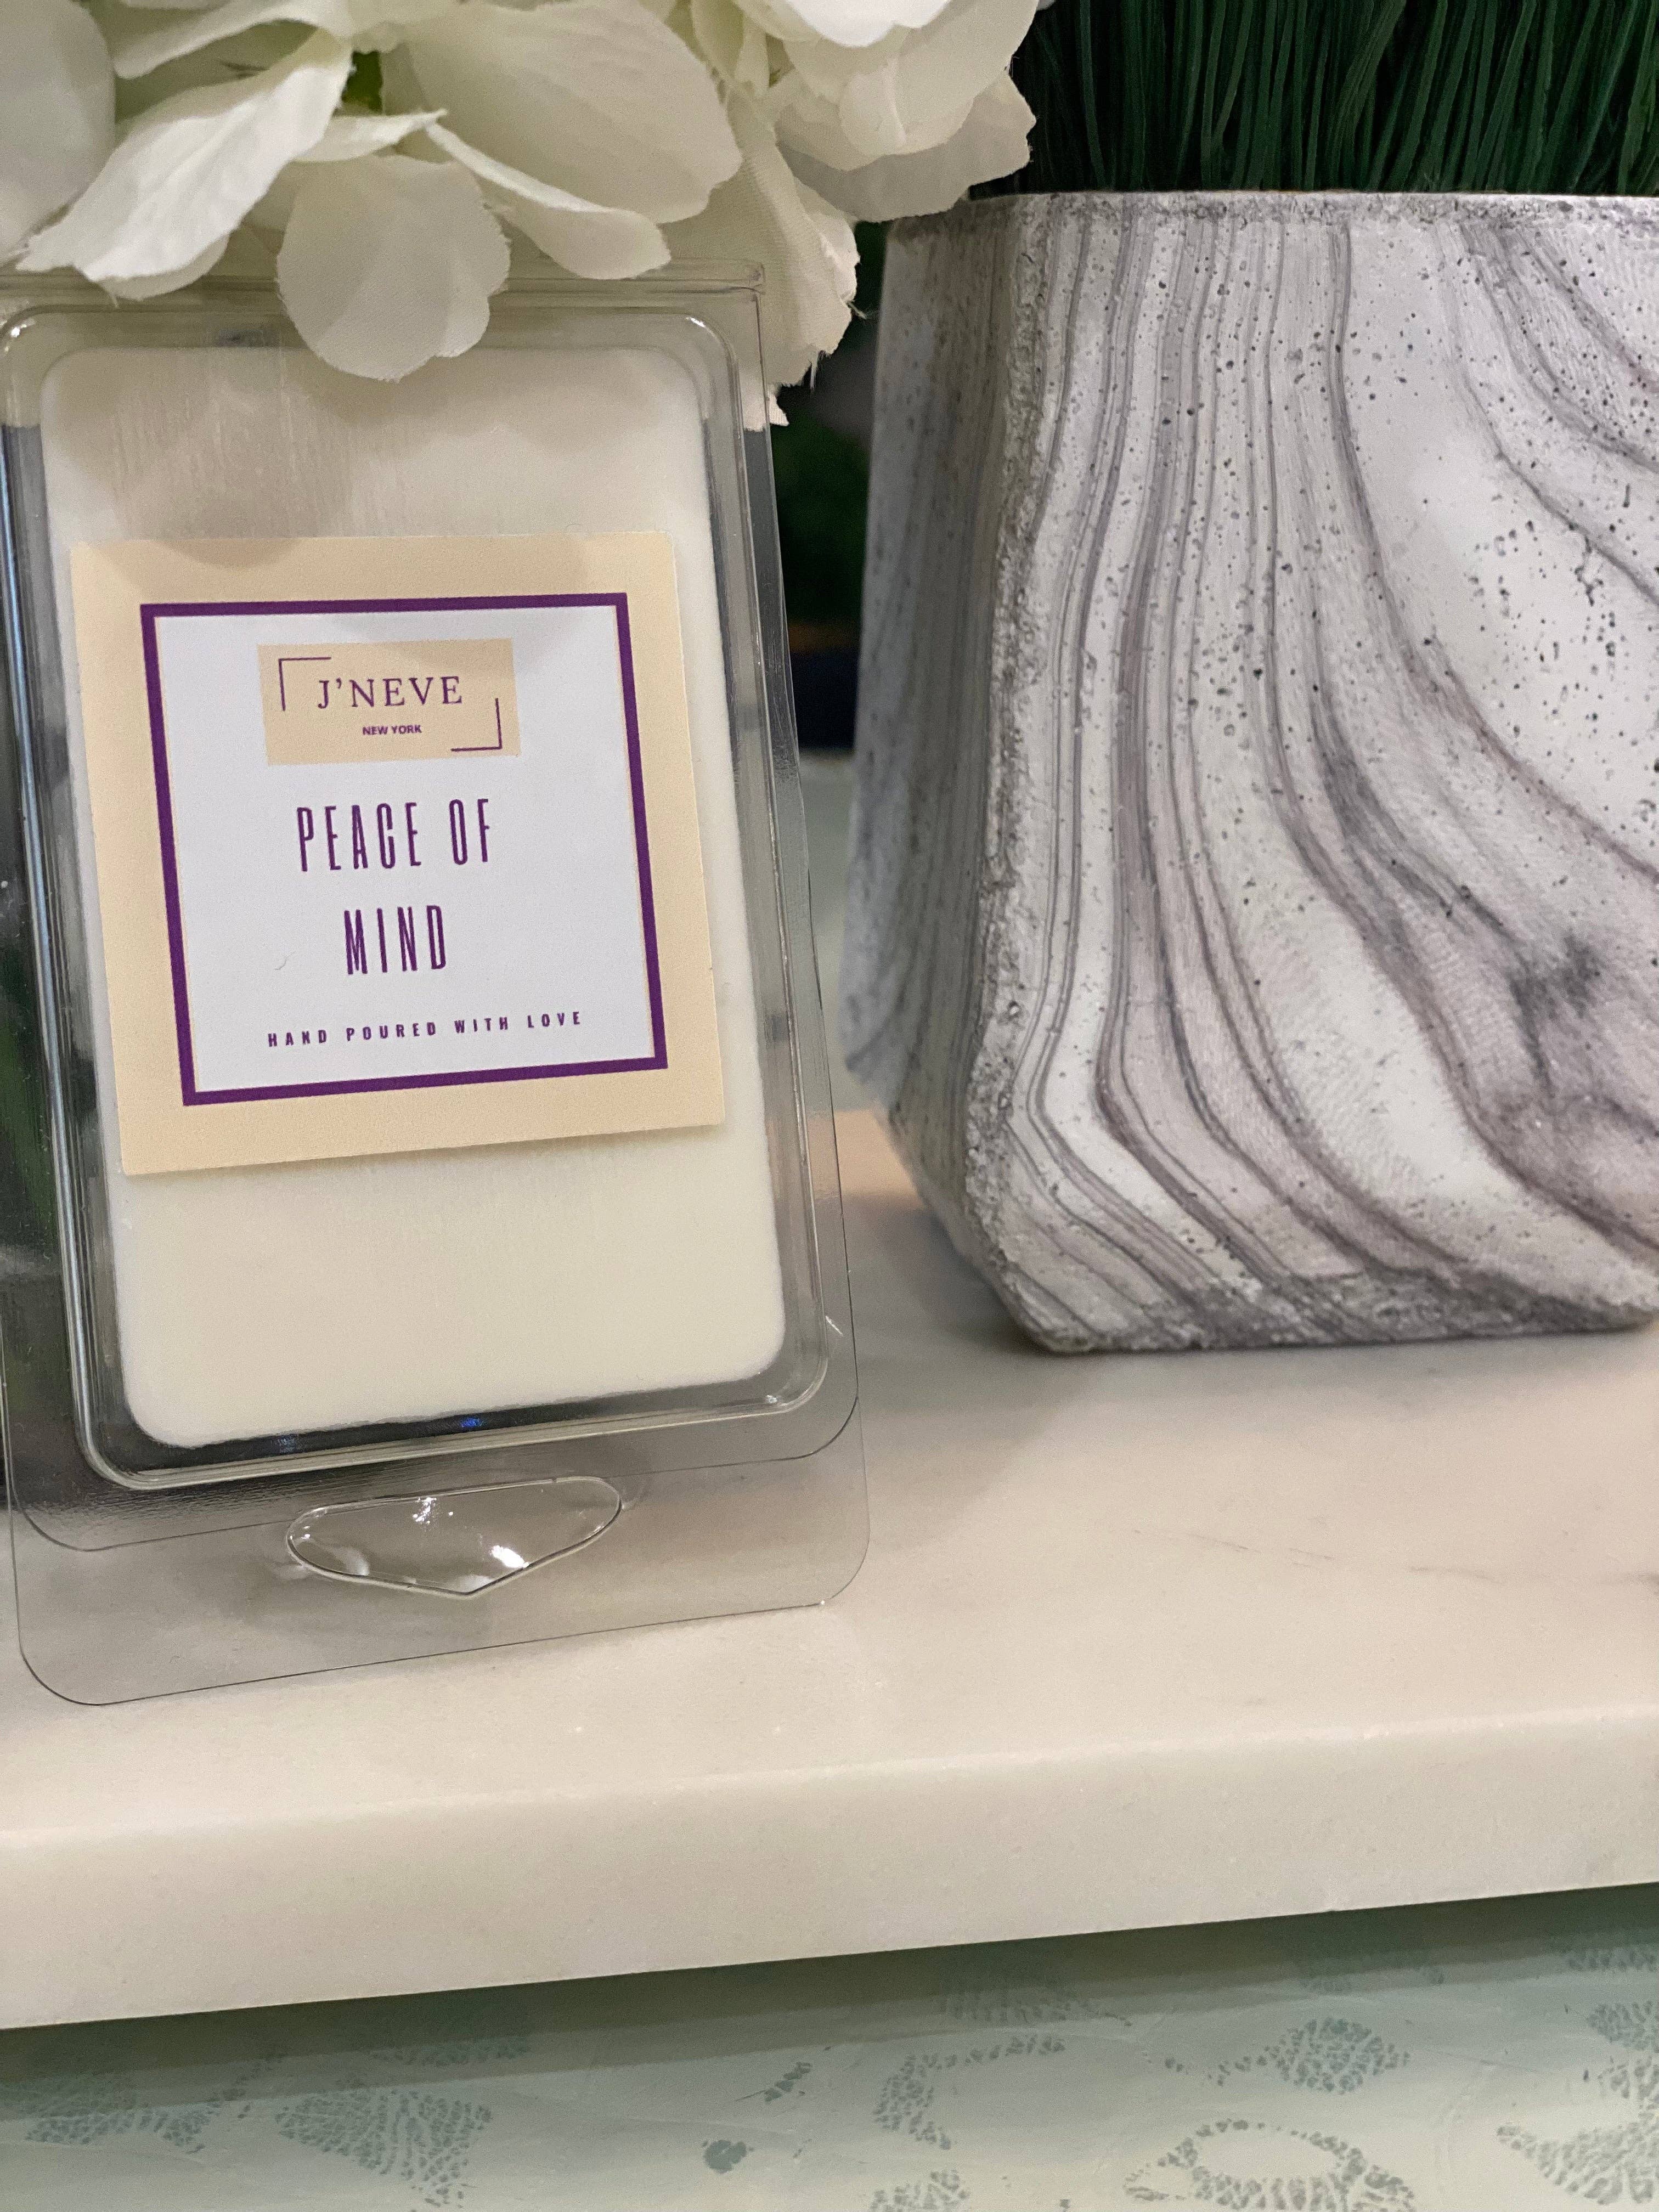 J'NEVE
NEW YORK
PEACE OF
MIND
HAND POURED WITH LOVE